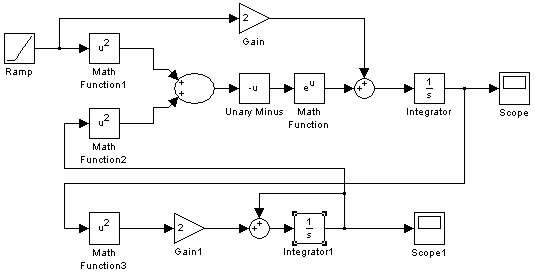 2
Gain
u²
Ramp
Math
Function1
+
+
-u
Unary Minus
eᵘ
Math
Function
+
+
1
s
Integrator
Scope
u²
Math
Function2
u²
Math
Function3
2
Gain1
+
+
1
s
Integrator1
Scope1